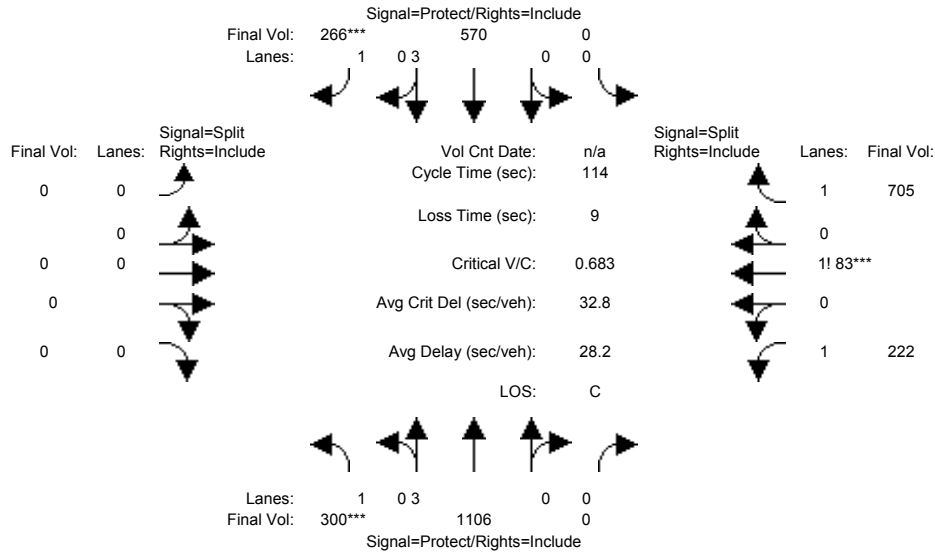 Signal=Protect/Rights=Include
Final Vol: 266*** 570 0
Lanes: 1 0 3 0 0
Signal=Split
Final Vol: Lanes: Rights=Include
Vol Cnt Date: n/a
Signal=Split
Rights=Include Lanes: Final Vol:
Cycle Time (sec): 114
0 0
1 705
Loss Time (sec): 9
0
0
0 0
Critical V/C: 0.683
1! 83***
0
Avg Crit Del (sec/veh): 32.8
0
0 0
Avg Delay (sec/veh): 28.2
1 222
LOS: C
Lanes: 1 0 3 0 0
Final Vol: 300*** 1106 0
Signal=Protect/Rights=Include